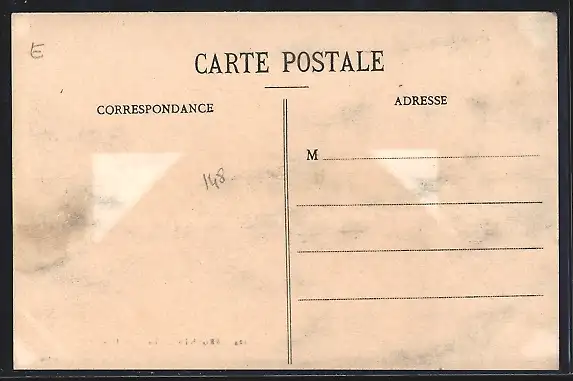 E
CARTE POSTALE
CORRESPONDANCE
ADRESSE
M
148